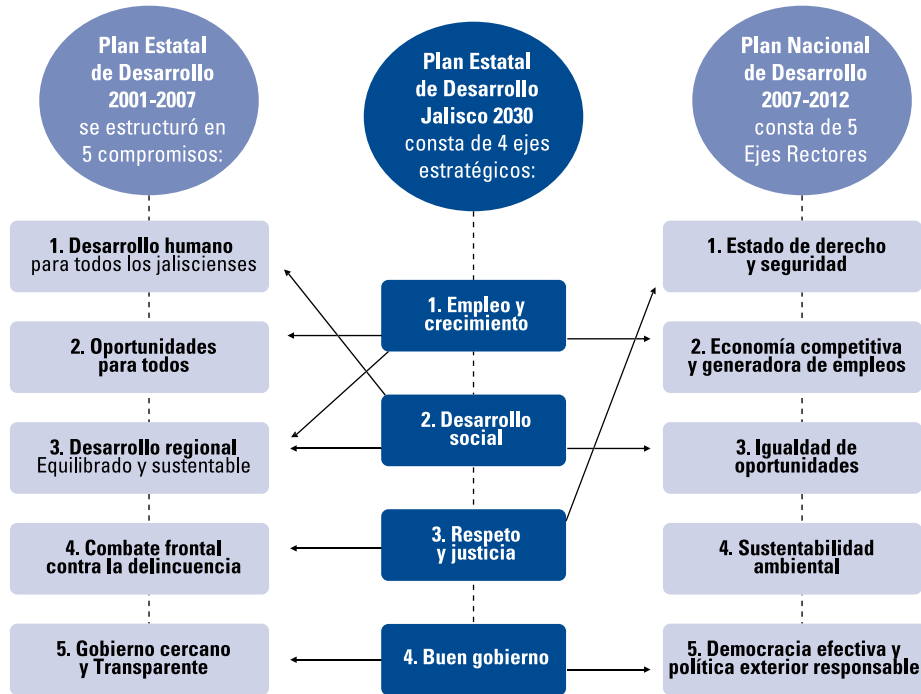 Plan Estatal
de Desarrollo
2001-2007
se estructuró en
5 compromisos:
1. Desarrollo humano
para todos los jaliscienses
2. Oportunidades
para todos
3. Desarrollo regional
Equilibrado y sustentable
4. Combate frontal
contra la delincuencia
5. Gobierno cercano
y Transparente
Plan Estatal
de Desarrollo
Jalisco 2030
consta de 4 ejes
estratégicos:
1. Empleo y
crecimiento
2. Desarrollo
social
3. Respeto
y justicia
4. Buen gobierno
Plan Nacional
de Desarrollo
2007-2012
consta de 5
Ejes Rectores
1. Estado de derecho
y seguridad
2. Economía competitiva
y generadora de empleos
3. Igualdad de
oportunidades
4. Sustentabilidad
ambiental
5. Democracia efectiva y
política exterior responsable